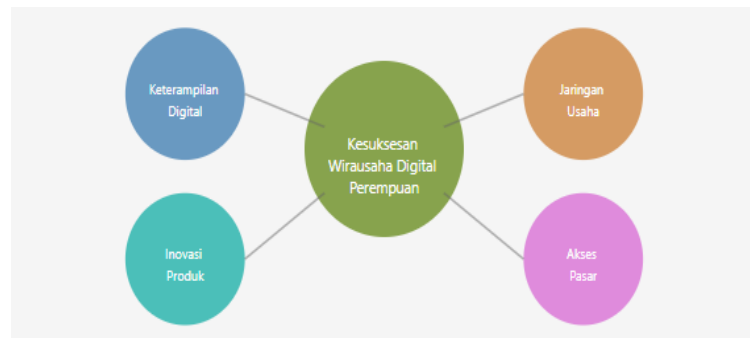 Keterampilan
Digital
Jaringan
Usaha
Kesuksesan
Wirausaha Digital
Perempuan
Inovasi
Produk
Akses
Pasar